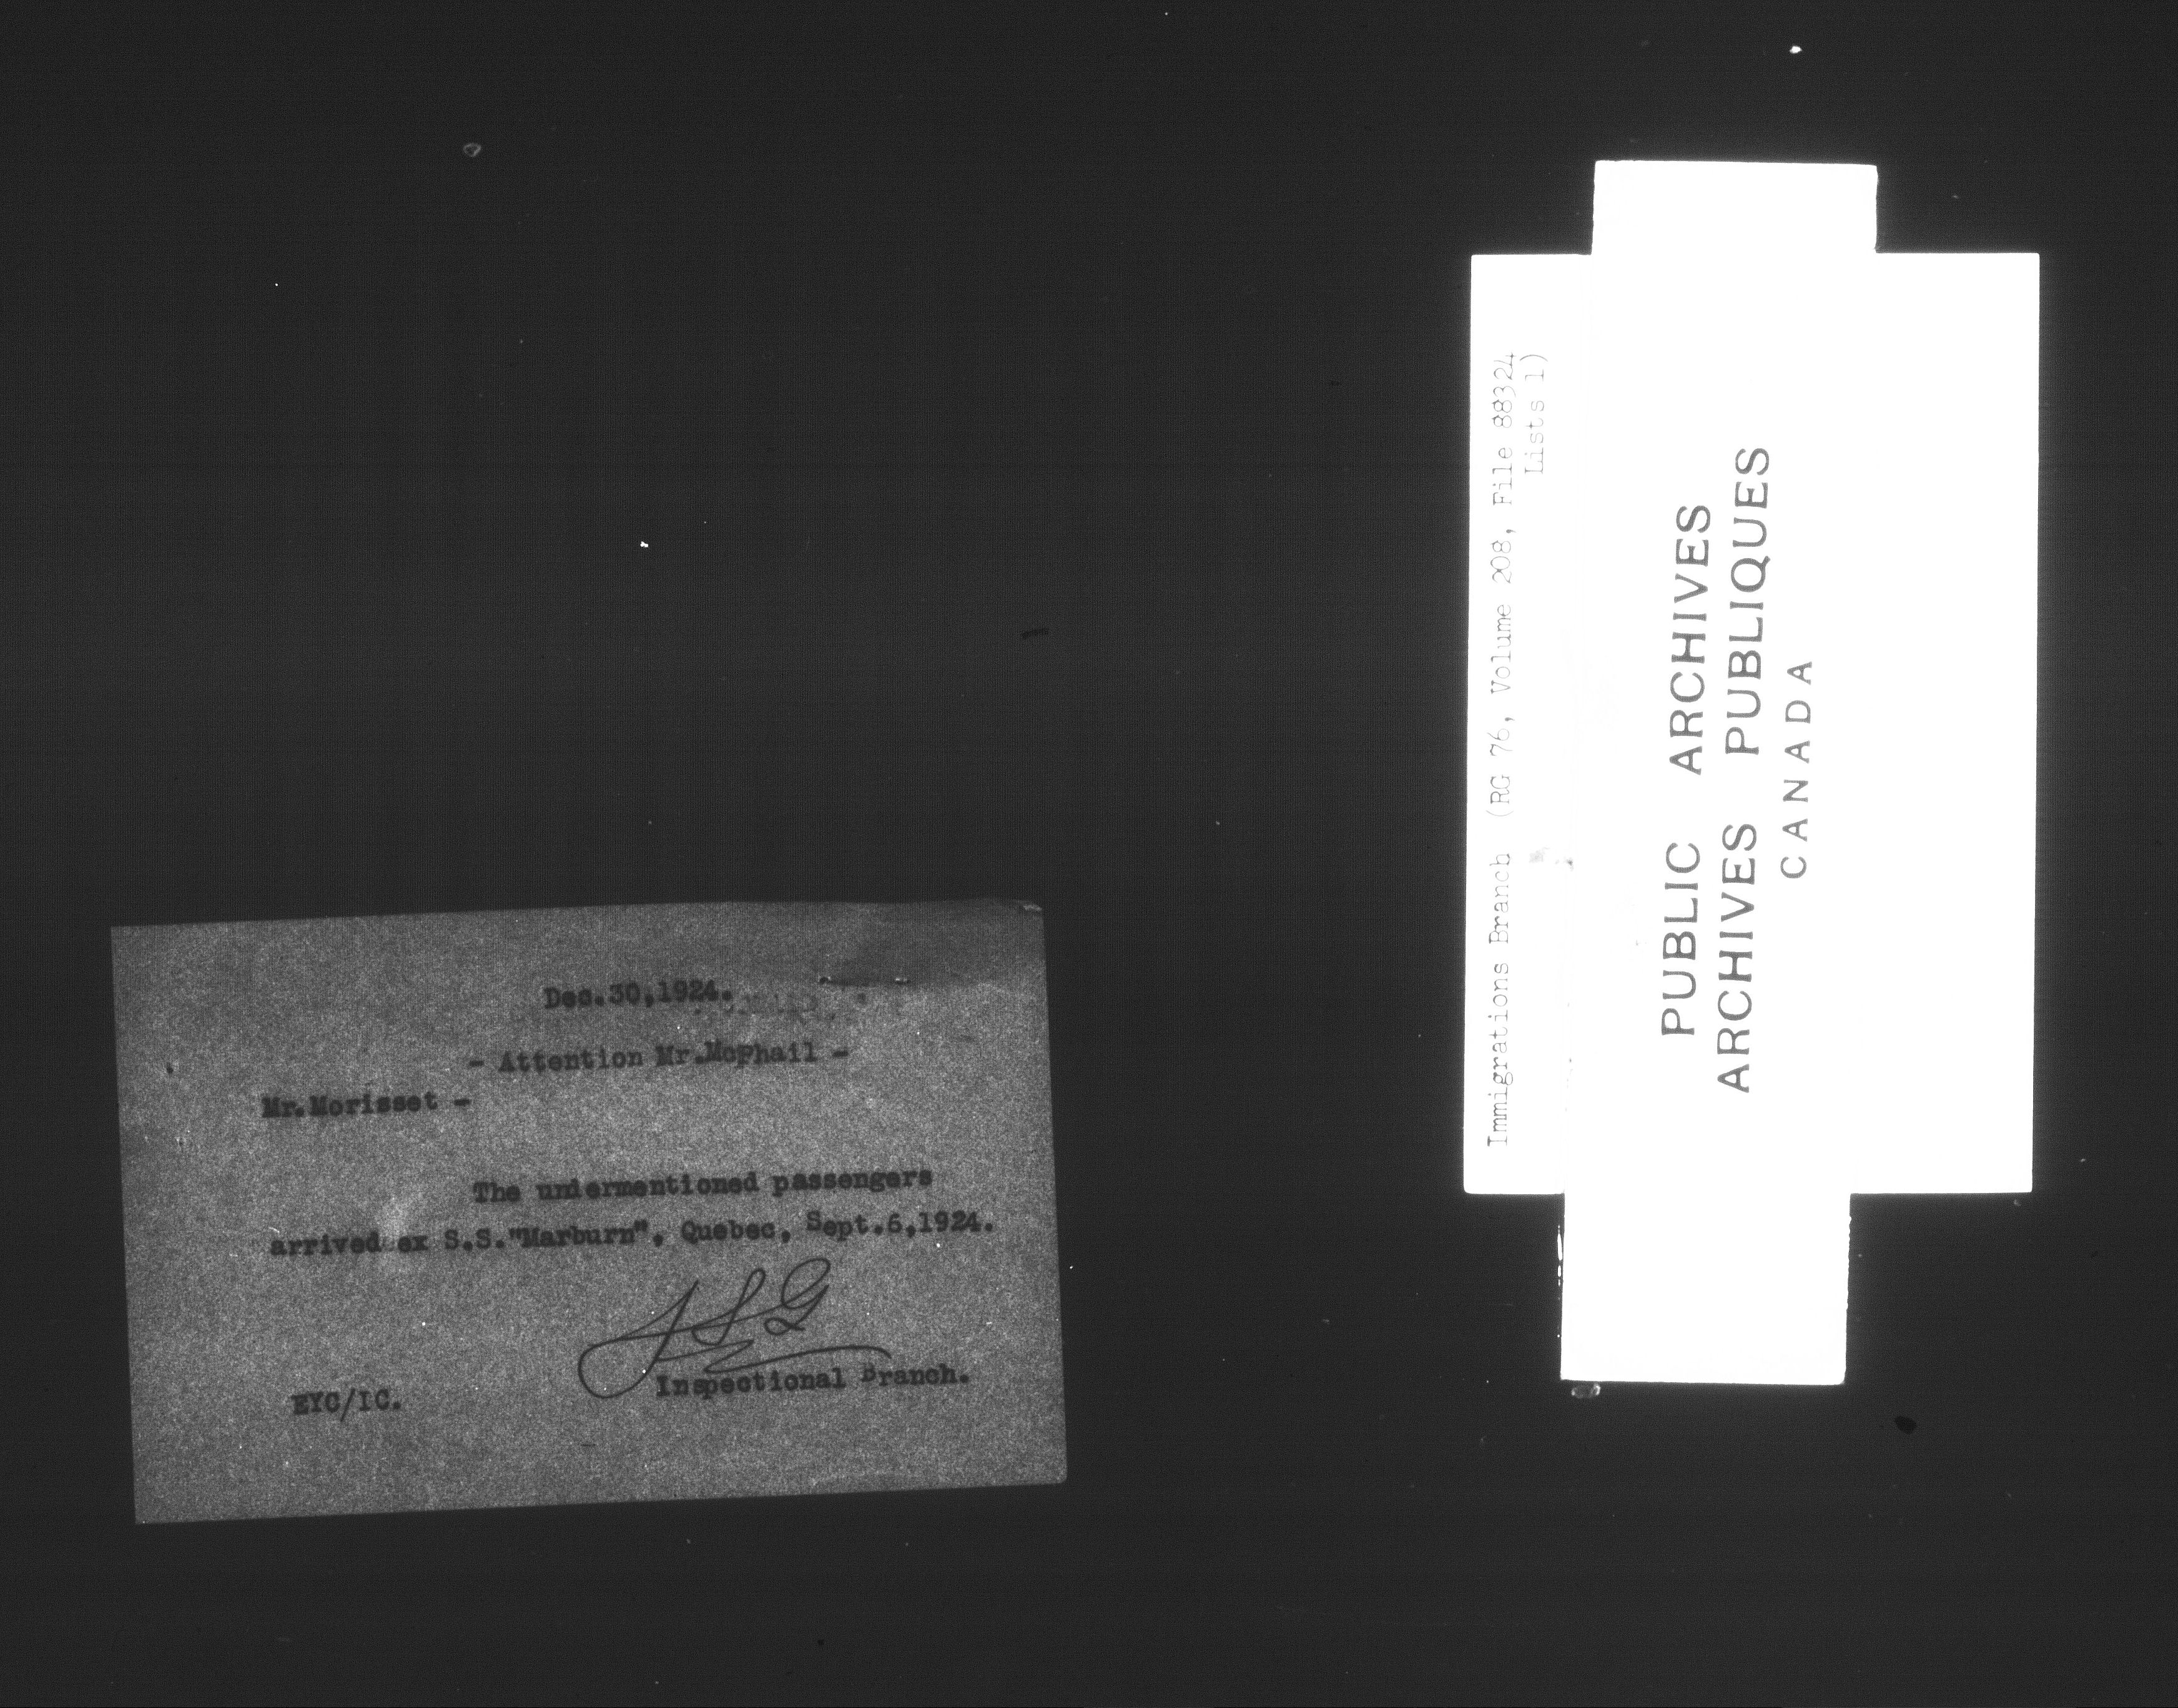 Dec.30,1924.
- Attention Mr.McPhail -
Mr.Morisset -
The undermentioned passengers
arrived ex S.S."Marburn", Quebec, Sept.6,1924.
Inspectional Branch.
EYC/IC.
Immigrations Branch (RG 76, Volume 208, File 88324
Lists 1)
PUBLIC ARCHIVES
ARCHIVES PUBLIQUES
CANADA